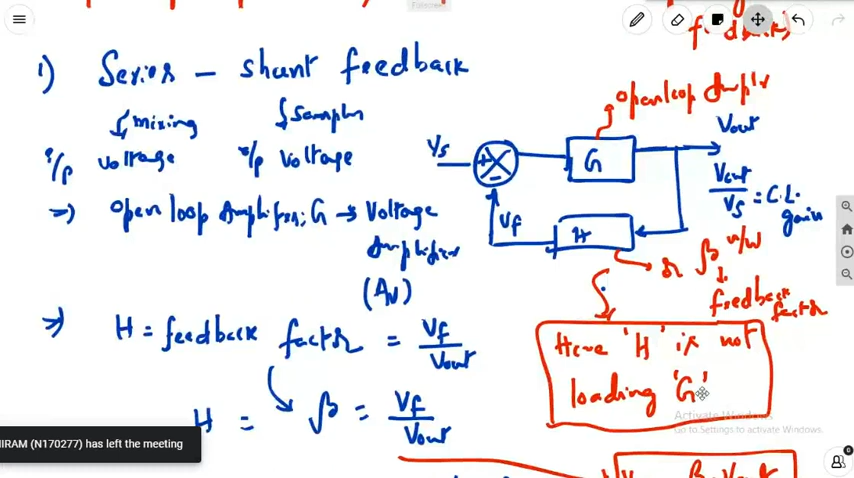 1) Series – shunt feedback
mixing
i/p voltage
o/p voltage
⇒ open loop Amplifier; G → Voltage
Amplifier
(Av)
⇒ H = feedback factor = Vf/Vout
H = β = Vf/Vout
open loop
Vs
G
Vout
Vout/Vs = C.L. gain
Vf
H
β n/w
feedback factor
Here 'H' is not
loading 'G'
Activate Windows
Go to Settings to activate Windows.
IRAM (N170277) has left the meeting